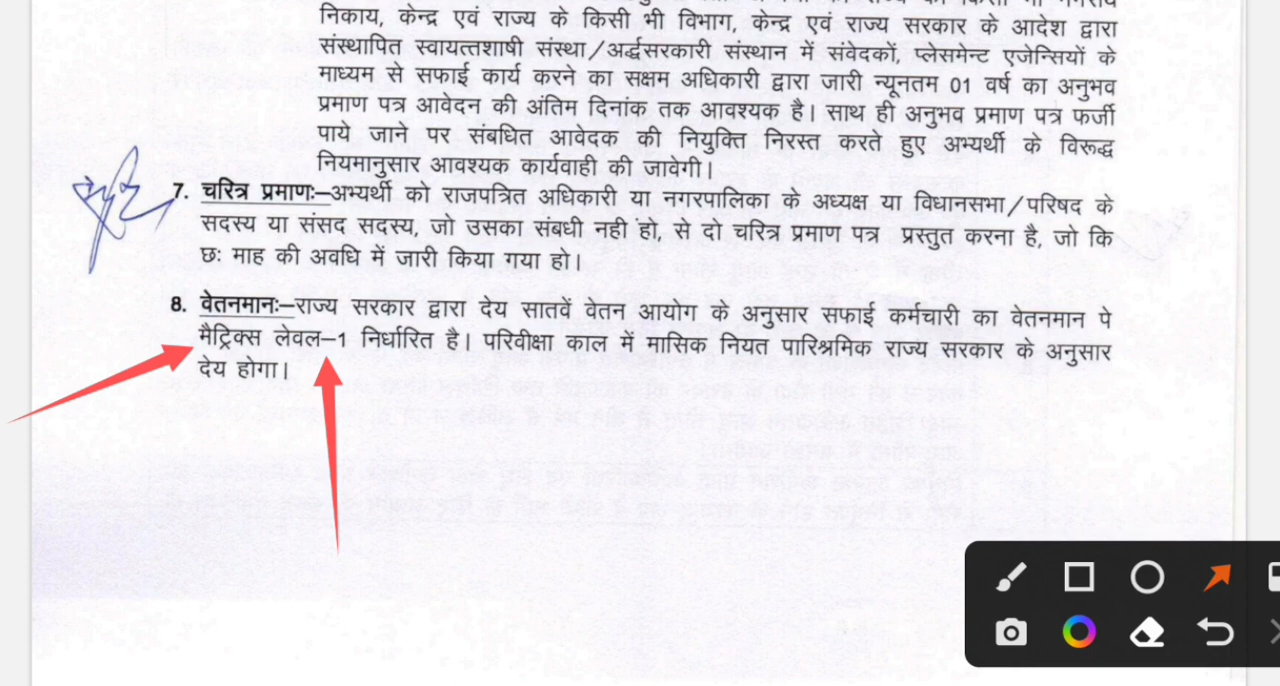 निकाय, केन्द्र एवं राज्य के किसी भी विभाग, केन्द्र एवं राज्य सरकार के आदेश द्वारा
संस्थापित स्वायत्तशाषी संस्था/अर्द्धसरकारी संस्थान में संवेदकों, प्लेसमेन्ट एजेन्सियों के
माध्यम से सफाई कार्य करने का सक्षम अधिकारी द्वारा जारी न्यूनतम 01 वर्ष का अनुभव
प्रमाण पत्र आवेदन की अंतिम दिनांक तक आवश्यक है। साथ ही अनुभव प्रमाण पत्र फर्जी
पाये जाने पर संबधित आवेदक की नियुक्ति निरस्त करते हुए अभ्यर्थी के विरूद्ध
नियमानुसार आवश्यक कार्यवाही की जावेगी।
7. चरित्र प्रमाणः–अभ्यर्थी को राजपत्रित अधिकारी या नगरपालिका के अध्यक्ष या विधानसभा/परिषद के
सदस्य या संसद सदस्य, जो उसका संबंधी नही हो, से दो चरित्र प्रमाण पत्र प्रस्तुत करना है, जो कि
छः माह की अवधि में जारी किया गया हो।
8. वेतनमानः–राज्य सरकार द्वारा देय सातवें वेतन आयोग के अनुसार सफाई कर्मचारी का वेतनमान पे
मैट्रिक्स लेवल–1 निर्धारित है। परिवीक्षा काल में मासिक नियत पारिश्रमिक राज्य सरकार के अनुसार
देय होगा।